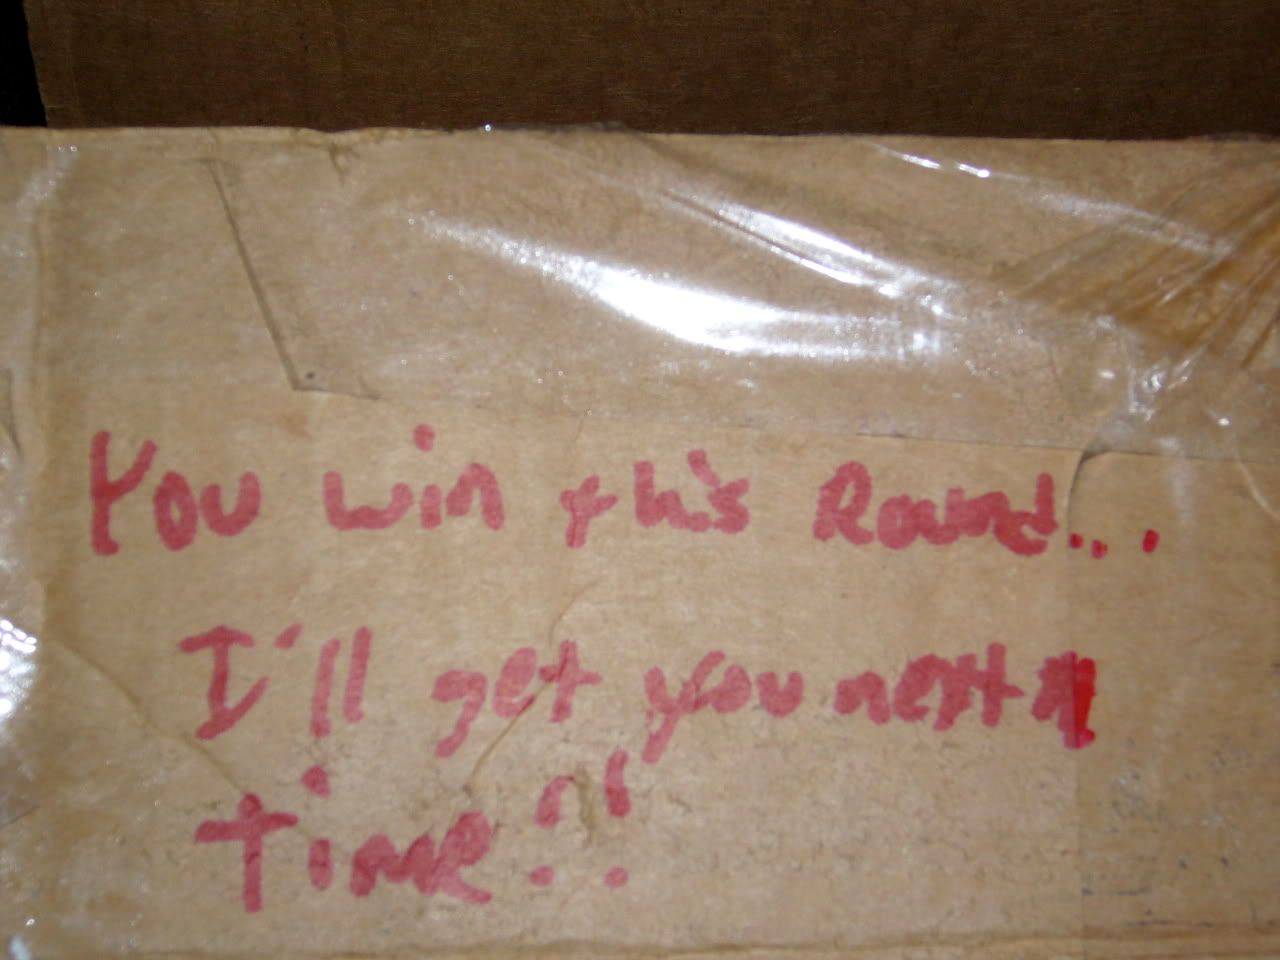 You win this Round...
I'll get you next
time!!